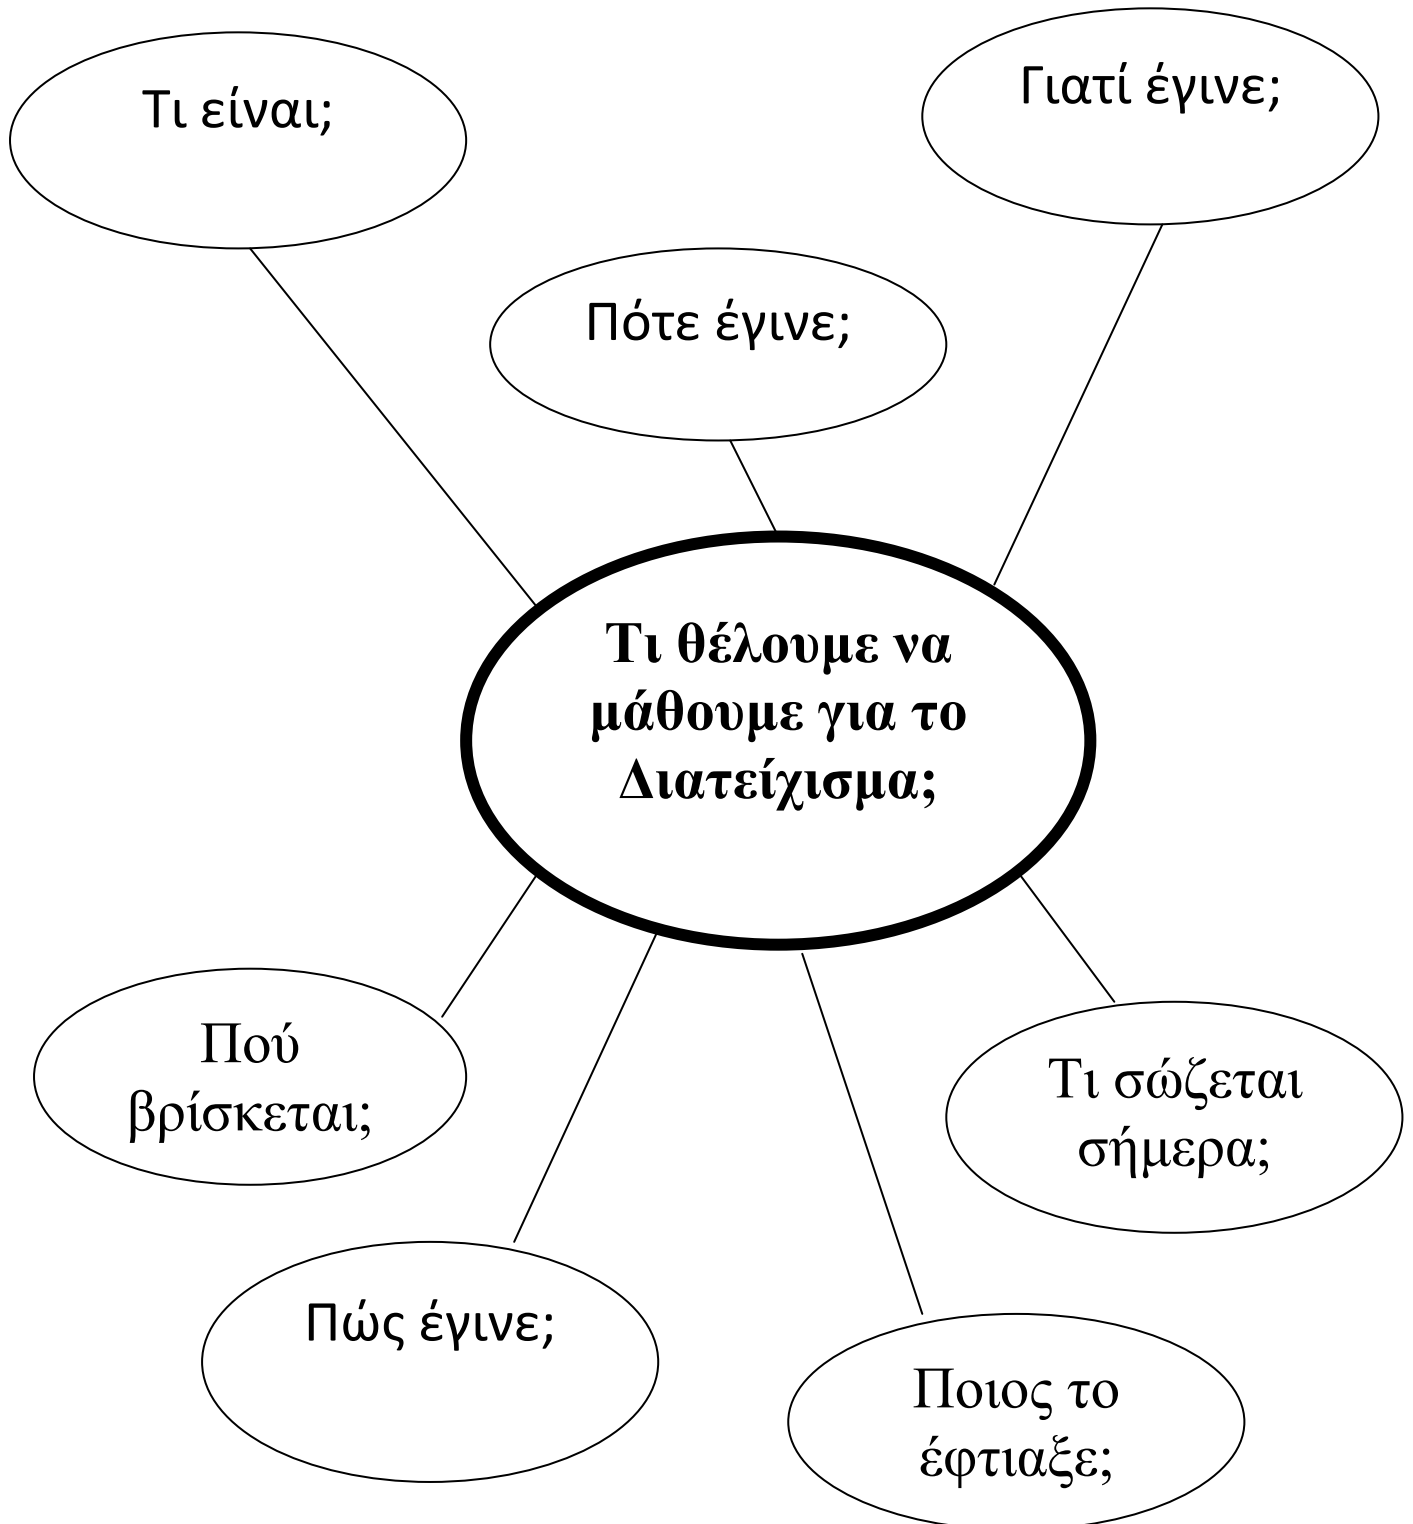 Γιατί έγινε;
Τι είναι;
Πότε έγινε;
Τι θέλουμε να
μάθουμε για το
Διατείχισμα;
Πού
βρίσκεται;
Τι σώζεται
σήμερα;
Πώς έγινε;
Ποιος το
έφτιαξε;